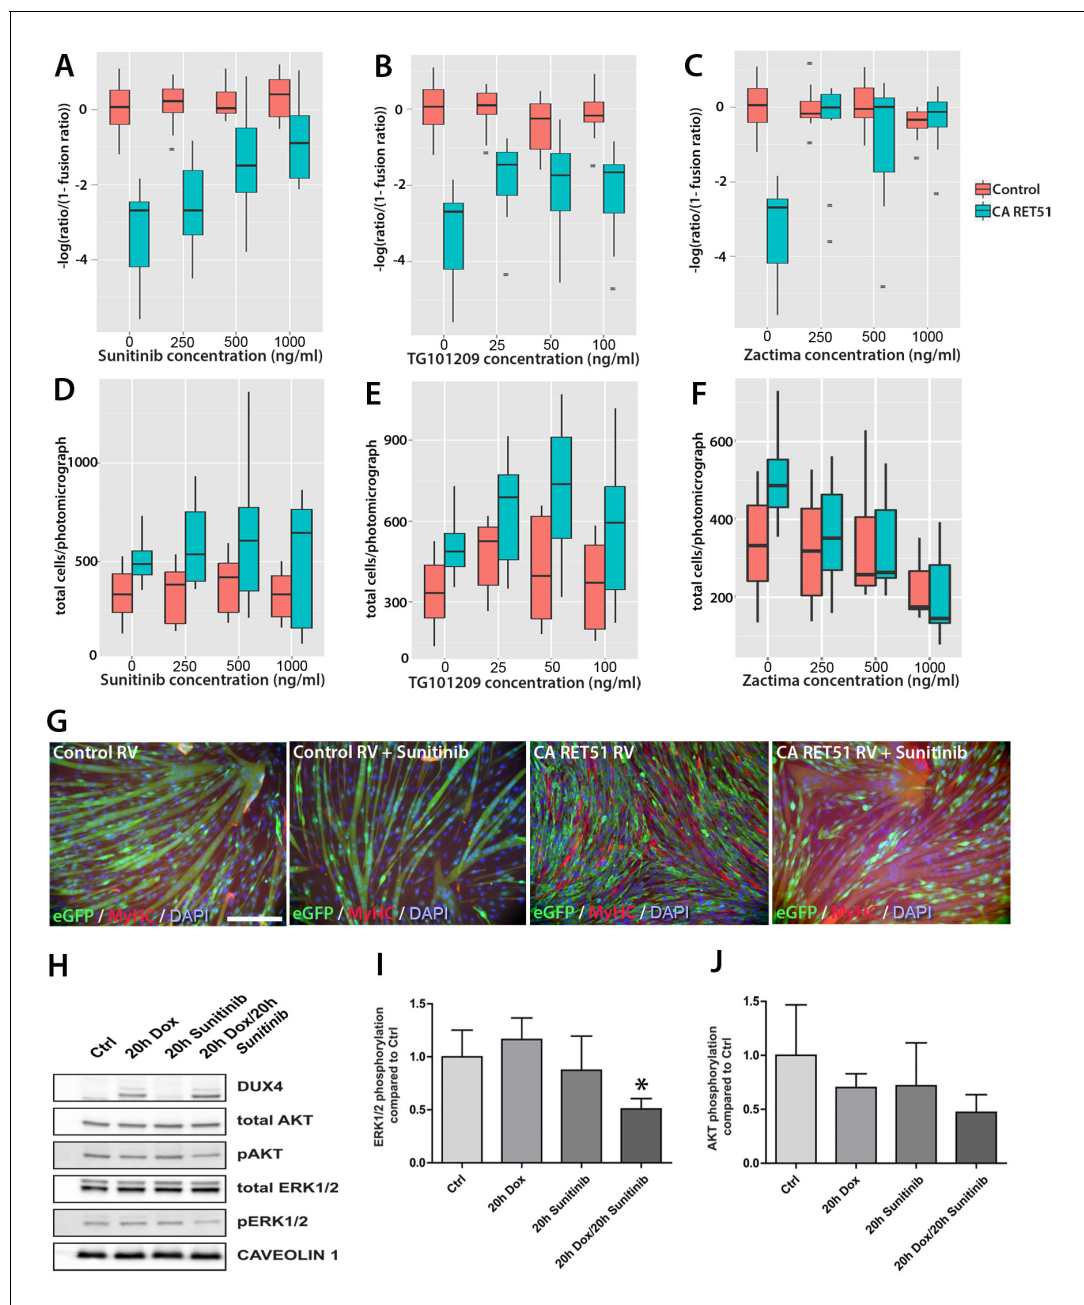 A
B
C
-log(ratio/(1- fusion ratio))
0
-2
-4
0
250
500
1000
Sunitinib concentration (ng/ml)
-log(ratio/(1- fusion ratio))
0
-2
-4
0
25
50
100
TG101209 concentration (ng/ml)
-log(ratio/(1- fusion ratio))
0
-2
-4
0
250
500
1000
Zactima concentration (ng/ml)
Control
CA RET51
D
E
F
total cells/photomicrograph
1000
500
0
0
250
500
1000
Sunitinib concentration (ng/ml)
total cells/photomicrograph
900
600
300
0
0
25
50
100
TG101209 concentration (ng/ml)
total cells/photomicrograph
600
400
200
0
250
500
1000
Zactima concentration (ng/ml)
G
Control RV
eGFP / MyHC / DAPI
Control RV + Sunitinib
eGFP / MyHC / DAPI
CA RET51 RV
eGFP / MyHC / DAPI
CA RET51 RV + Sunitinib
eGFP / MyHC / DAPI
H
Ctrl
20h Dox
20h Sunitinib
20h Dox/20h
Sunitinib
DUX4
total AKT
pAKT
total ERK1/2
pERK1/2
CAVEOLIN 1
I
ERK1/2 phosphorylation
compared to Ctrl
1.5
1.0
0.5
0.0
*
Ctrl
20h Dox
20h Sunitinib
20h Dox/20h Sunitinib
J
AKT phosphorylation
compared to Ctrl
1.5
1.0
0.5
0.0
Ctrl
20h Dox
20h Sunitinib
20h Dox/20h Sunitinib